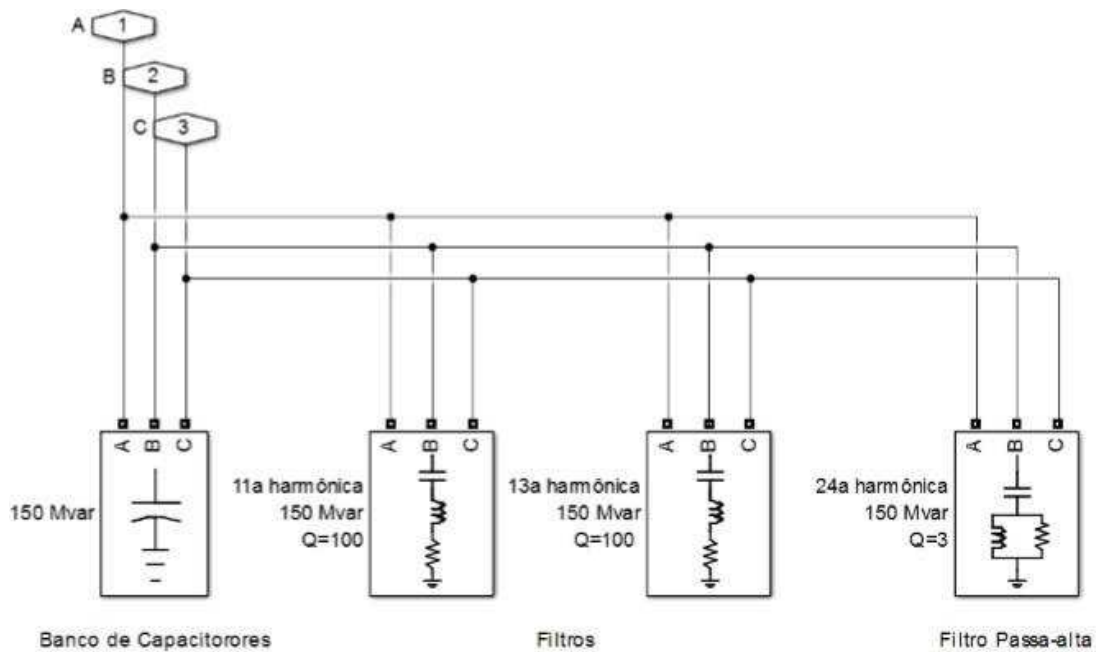 A 1
B 2
C 3
A B C
A B C
A B C
A B C
150 Mvar
11a harmônica
150 Mvar
Q=100
13a harmônica
150 Mvar
Q=100
24a harmônica
150 Mvar
Q=3
Banco de Capacitorores
Filtros
Filtro Passa-alta